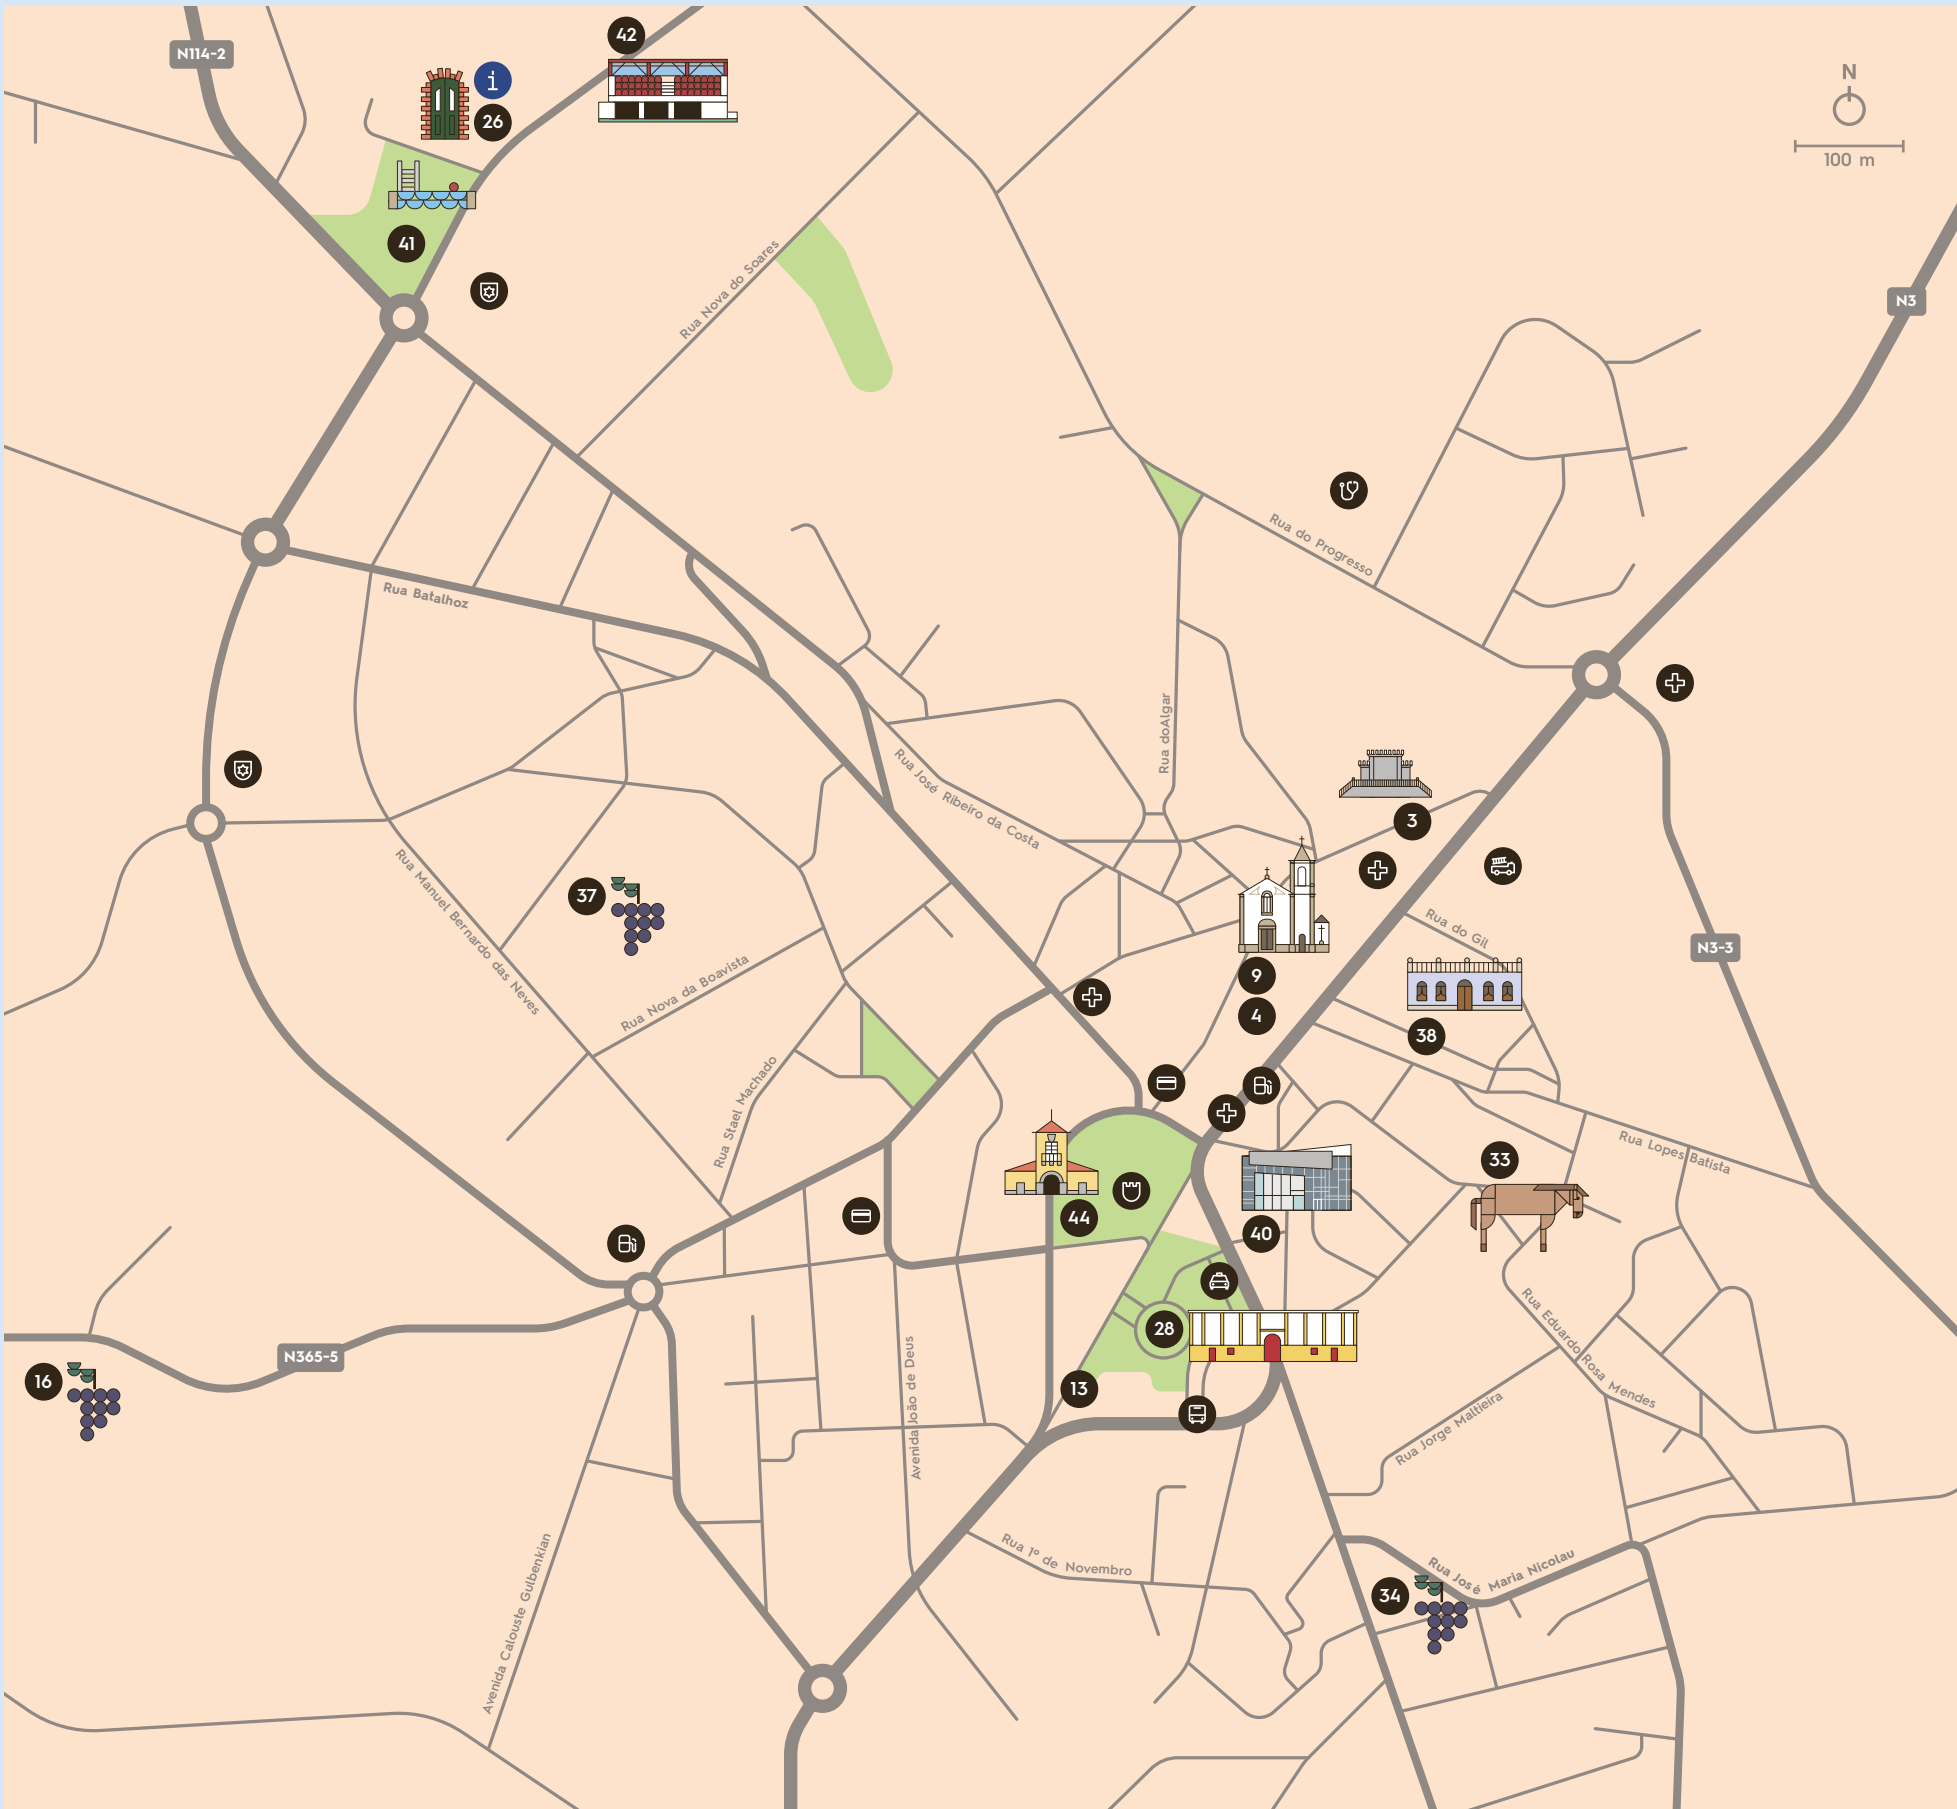 42
N114-2
N
i
26
100 m
41
Rua Nova do Soares
N3
Rua do Progresso
Rua Batalhoz
Rua doAlgar
Rua José Ribeiro da Costa
3
37
Rua Manuel Bernardo das Neves
Rua do Gil
N3-3
Rua Nova da Boavista
9
4
38
Rua Stael Machado
Rua Lopes Batista
33
44
40
28
Rua Eduardo Rosa Mendes
N365-5
16
13
Avenida João de Deus
Rua Jorge Maltieira
Avenida Calouste Gulbenkian
Rua 1º de Novembro
Rua José Maria Nicolau
34